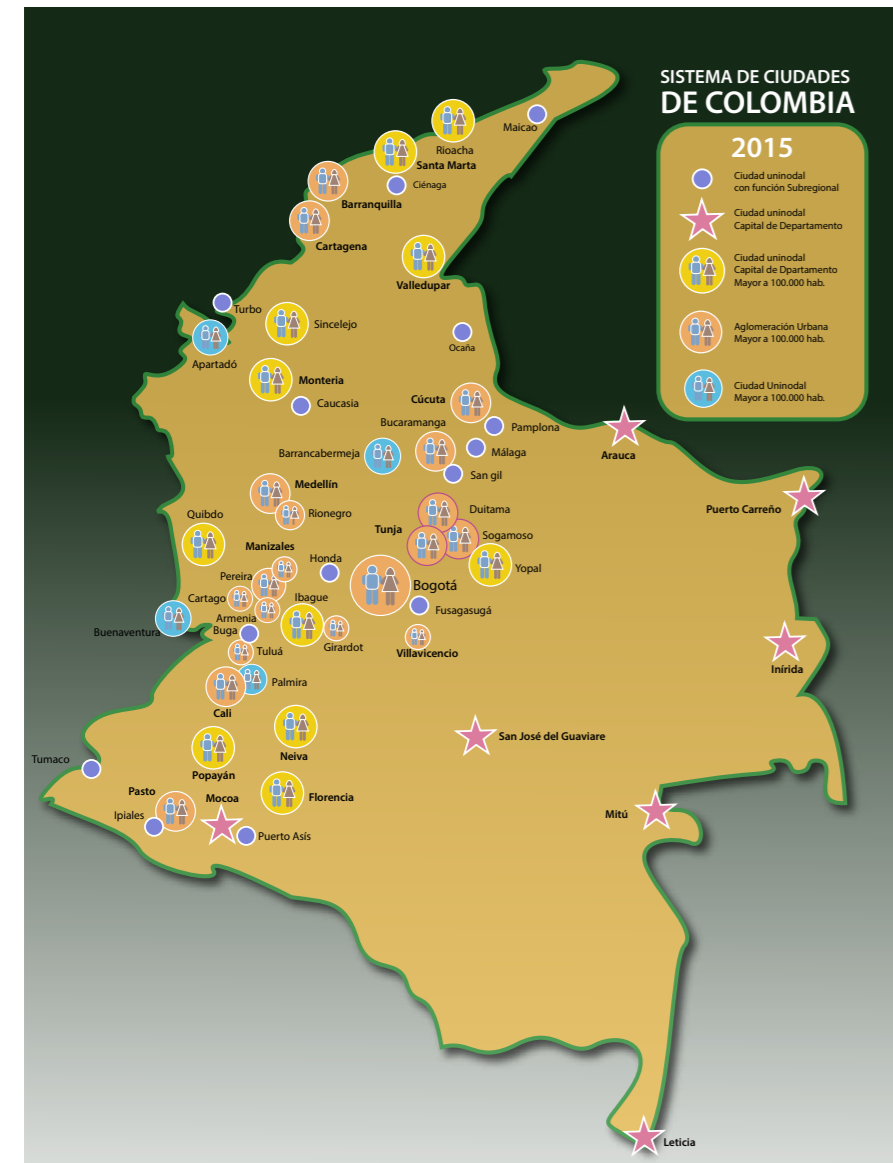 SISTEMA DE CIUDADES
DE COLOMBIA
2015
Ciudad uninodal
con función Subregional
Ciudad uninodal
Capital de Departamento
Ciudad uninodal
Capital de Dpartamento
Mayor a 100.000 hab.
Aglomeración Urbana
Mayor a 100.000 hab.
Ciudad Uninodal
Mayor a 100.000 hab.
Maicao
Rioacha
Santa Marta
Ciénaga
Barranquilla
Cartagena
Valledupar
Turbo
Sincelejo
Ocaña
Apartadó
Monteria
Caucasia
Cúcuta
Bucaramanga
Pamplona
Arauca
Málaga
Barrancabermeja
San gil
Medellín
Puerto Carreño
Rionegro
Duitama
Quibdo
Tunja
Sogamoso
Manizales
Honda
Yopal
Pereira
Bogotá
Cartago
Ibague
Fusagasugá
Armenia
Buenaventura
Buga
Girardot
Tuluá
Villavicencio
Inírida
Palmira
Cali
San José del Guaviare
Neiva
Tumaco
Popayán
Pasto
Mocoa
Florencia
Ipiales
Mitú
Puerto Asís
Leticia